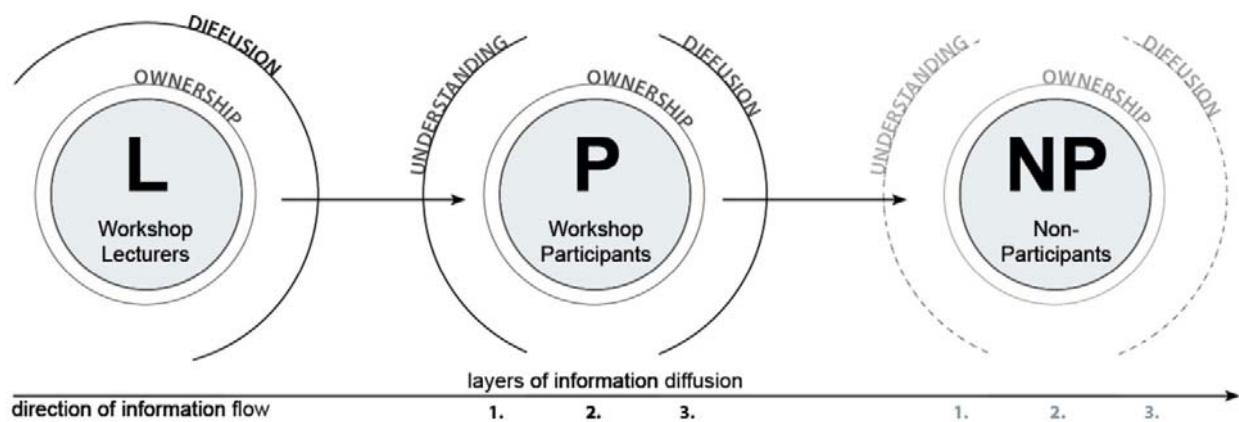 DIFFUSION
OWNERSHIP
L
Workshop
Lecturers
UNDERSTANDING
OWNERSHIP
DIFFUSION
P
Workshop
Participants
UNDERSTANDING
OWNERSHIP
DIFFUSION
NP
Non-
Participants
layers of information diffusion
direction of information flow
1. 2. 3.
1. 2. 3.